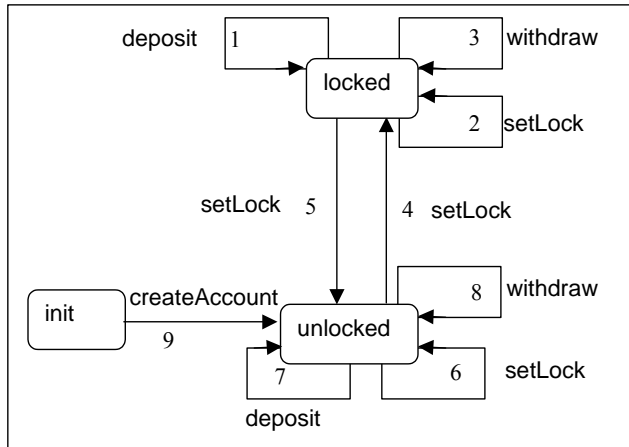 deposit 1 3 withdraw
locked
2 setLock
setLock 5 4 setLock
createAccount 8 withdraw
init
unlocked
9
7 6 setLock
deposit